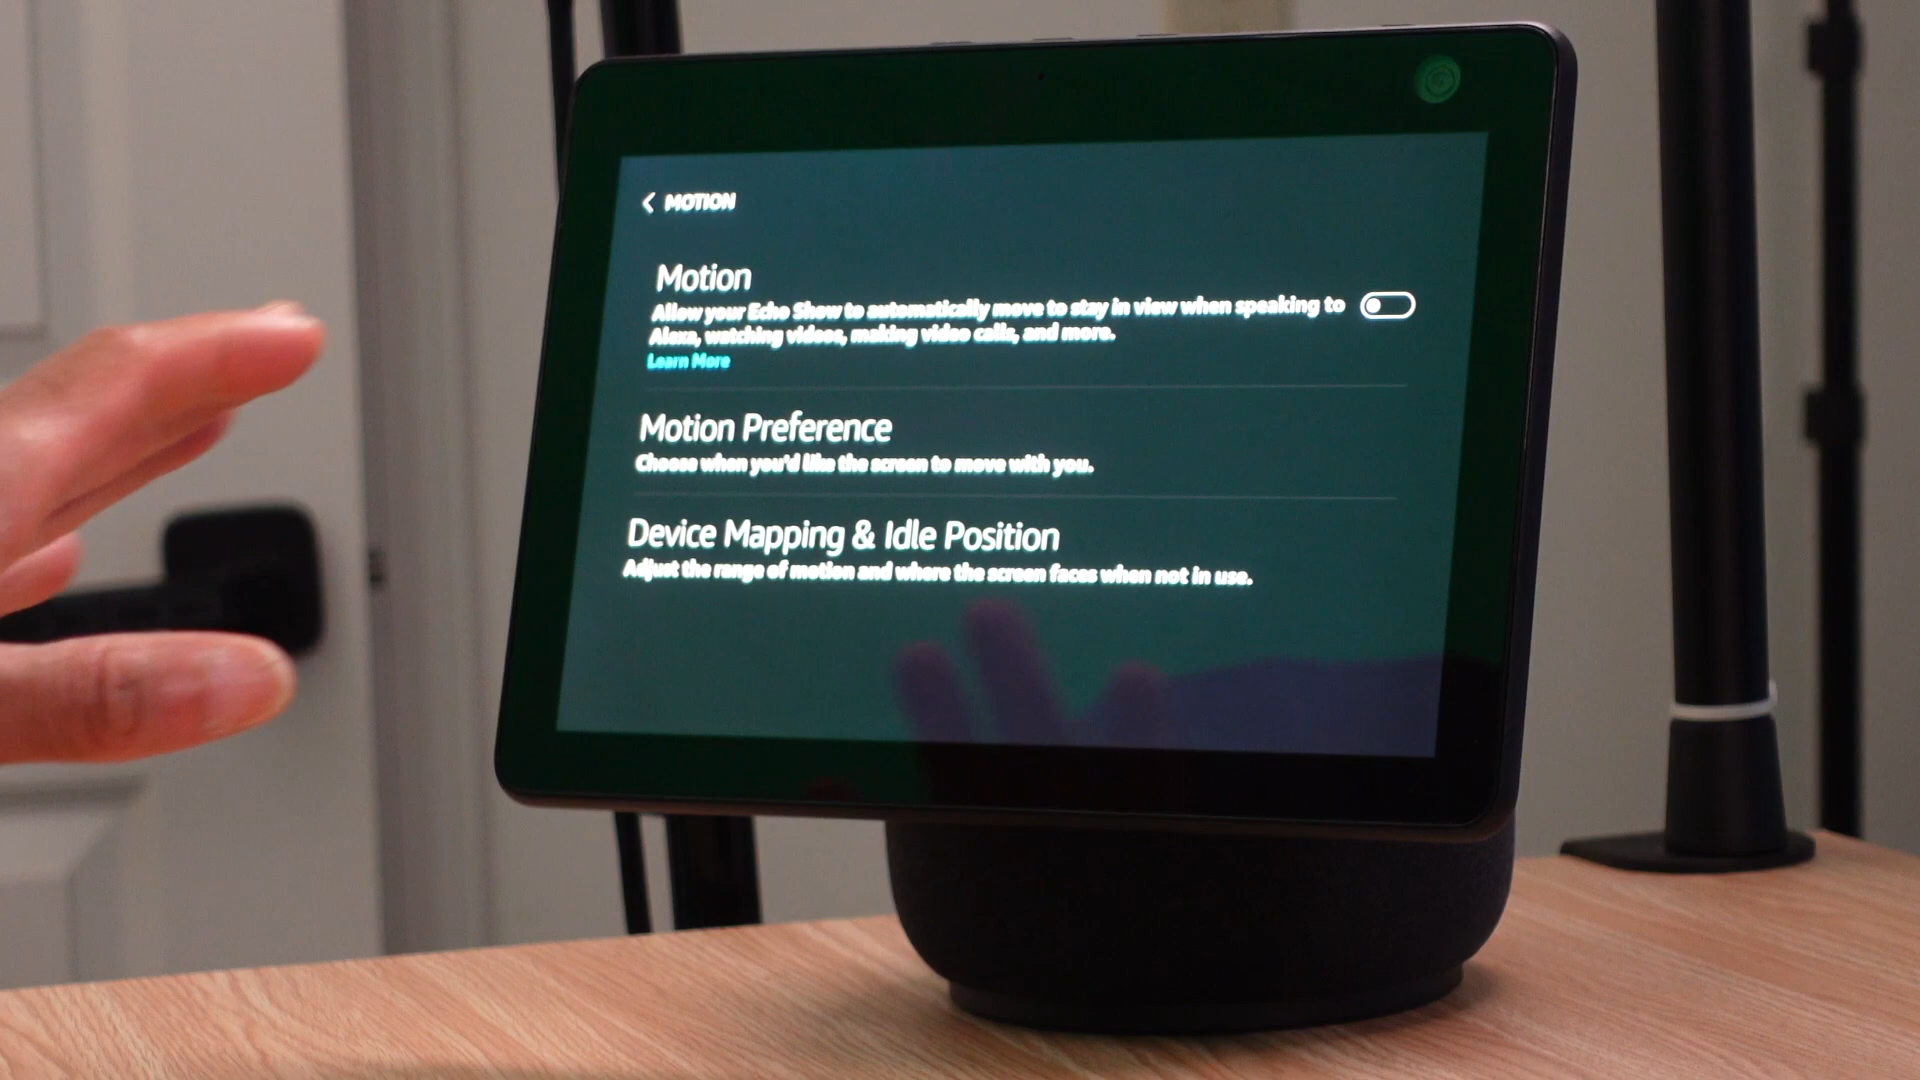 MOTION
Motion
Allow your Echo Show to automatically move to stay in view when speaking to
Alexa, watching videos, making video calls, and more.
Learn More
Motion Preference
Choose when you'd like the screen to move with you.
Device Mapping & Idle Position
Adjust the range of motion and where the screen faces when not in use.